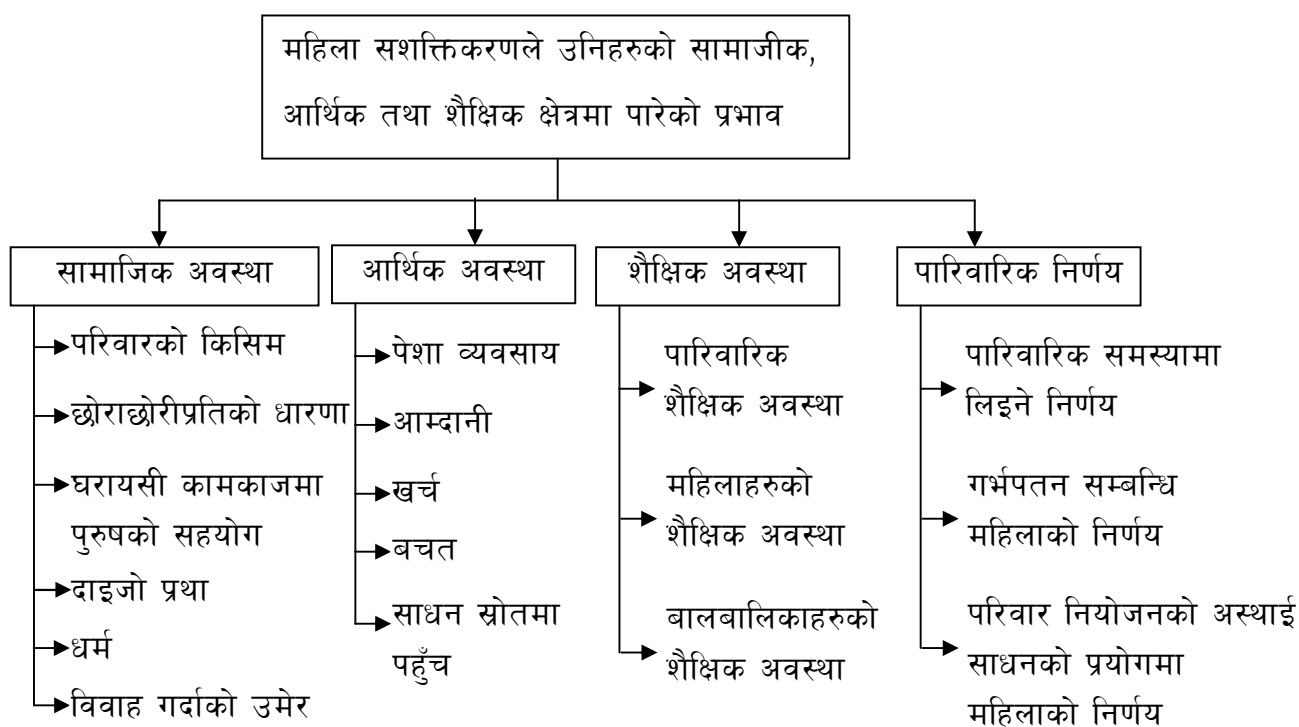 महिला सशक्तिकरणले उनिहरुको सामाजीक,
आर्थिक तथा शैक्षिक क्षेत्रमा पारेको प्रभाव
सामाजिक अवस्था
परिवारको किसिम
छोराछोरीप्रतिको धारणा
घरायसी कामकाजमा
पुरुषको सहयोग
दाइजो प्रथा
धर्म
विवाह गर्दाको उमेर
आर्थिक अवस्था
पेशा व्यवसाय
आम्दानी
खर्च
बचत
साधन स्रोतमा
पहुँच
शैक्षिक अवस्था
पारिवारिक
शैक्षिक अवस्था
महिलाहरुको
शैक्षिक अवस्था
बालबालिकाहरुको
शैक्षिक अवस्था
पारिवारिक निर्णय
पारिवारिक समस्यामा
लिइने निर्णय
गर्भपतन सम्बन्धि
महिलाको निर्णय
परिवार नियोजनको अस्थाई
साधनको प्रयोगमा
महिलाको निर्णय